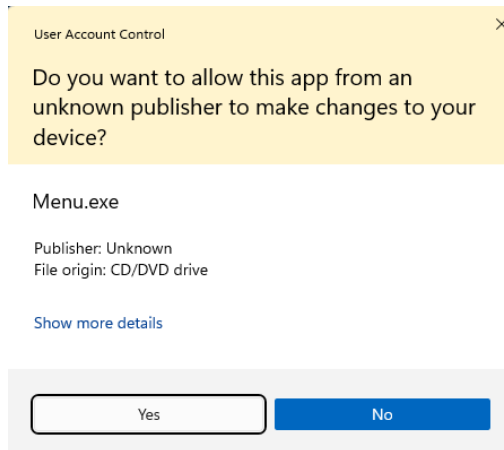 User Account Control
Do you want to allow this app from an
unknown publisher to make changes to your
device?
Menu.exe
Publisher: Unknown
File origin: CD/DVD drive
Show more details
Yes
No